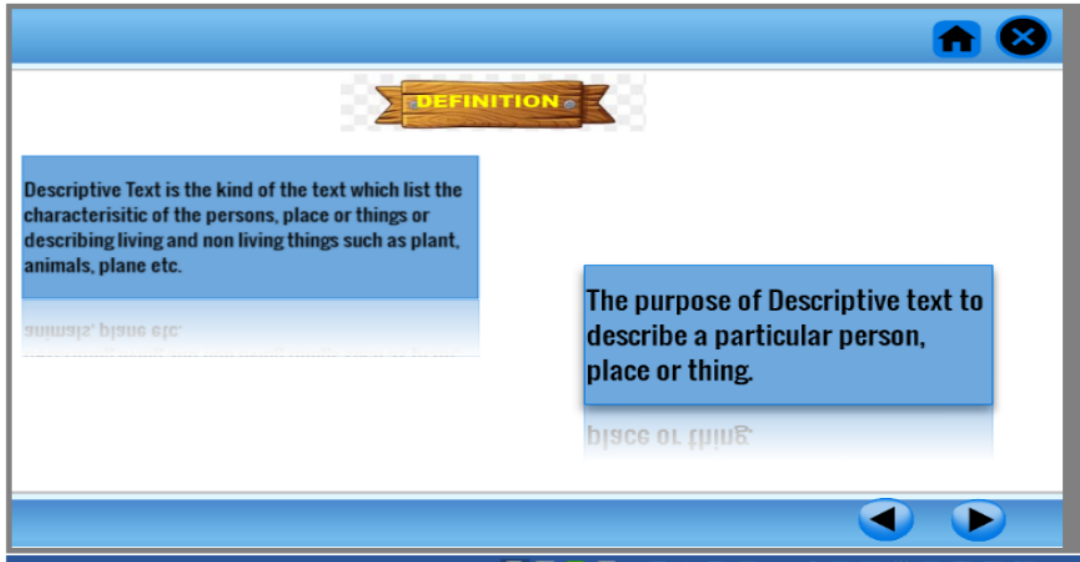 DEFINITION
Descriptive Text is the kind of the text which list the
characterisitic of the persons, place or things or
describing living and non living things such as plant,
animals, plane etc.
The purpose of Descriptive text to
describe a particular person,
place or thing.